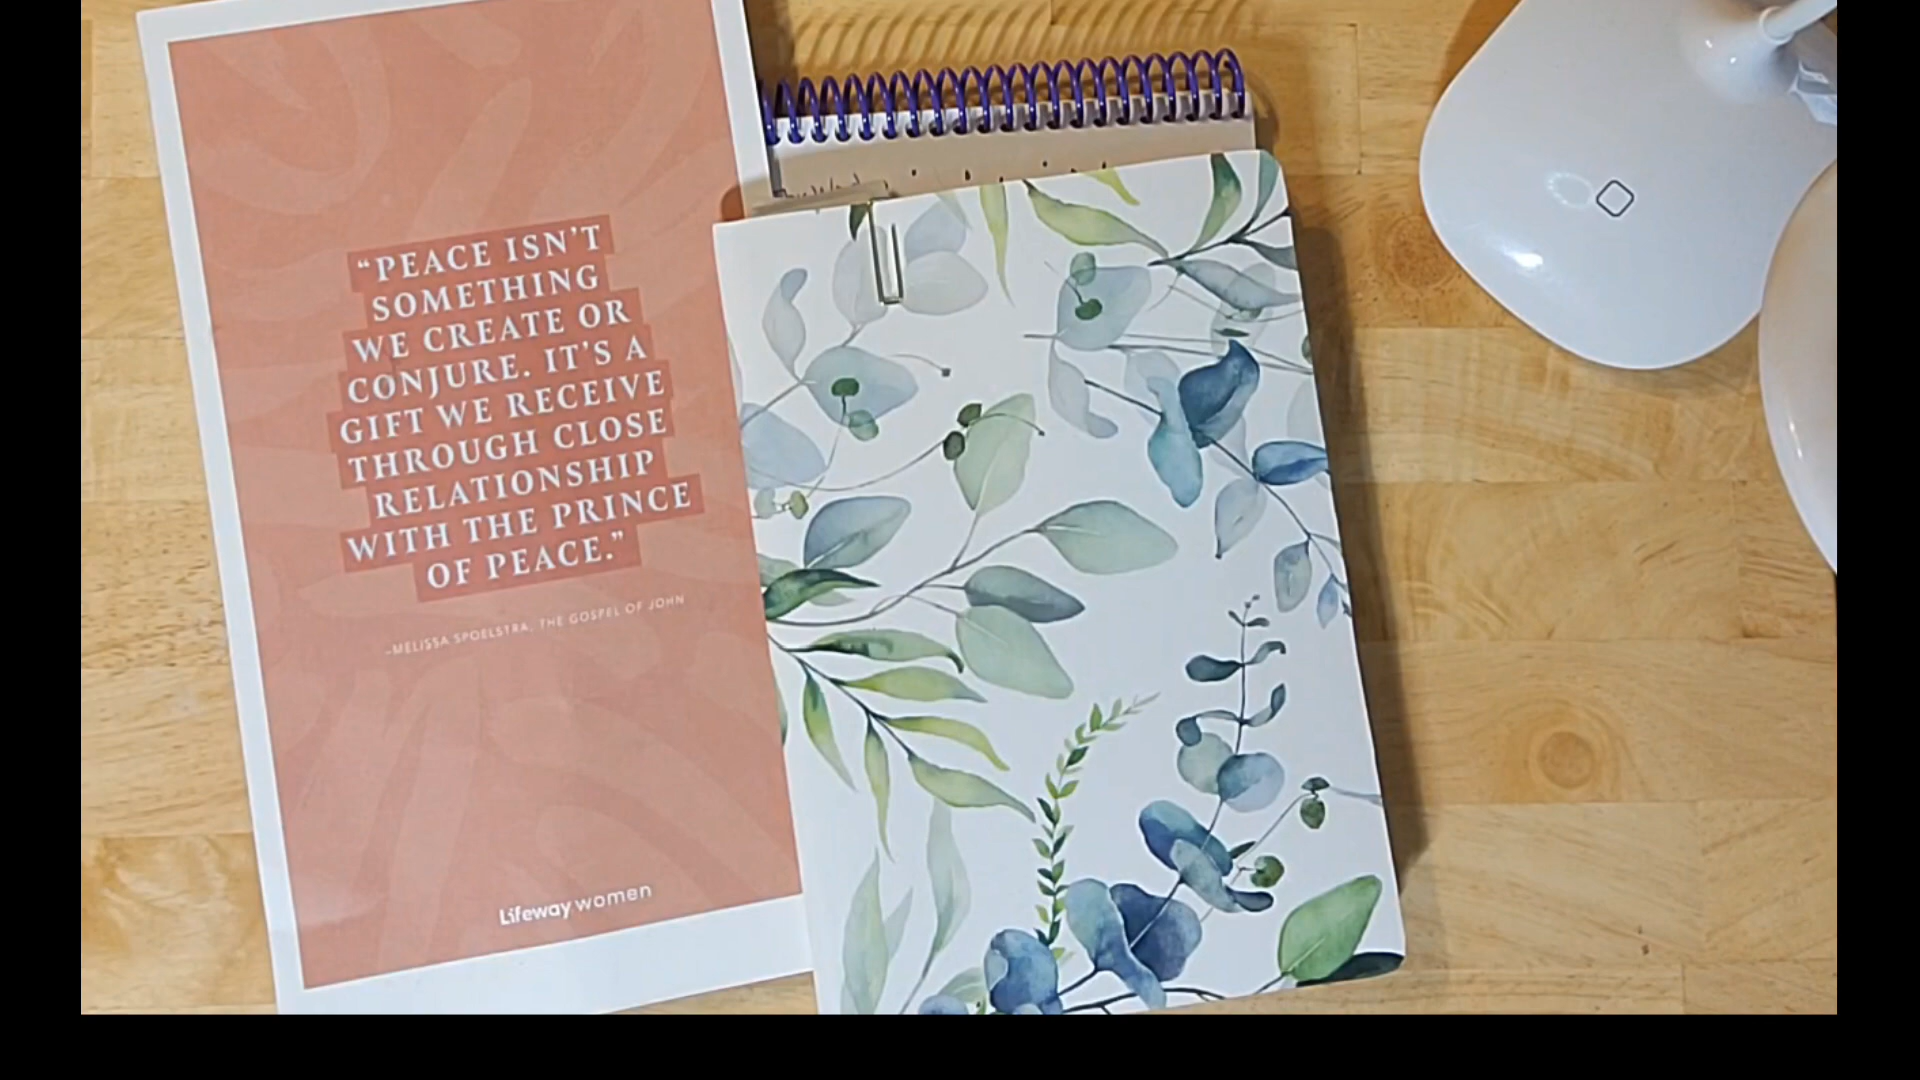 “PEACE ISN’T
SOMETHING
WE CREATE OR
CONJURE. IT’S A
GIFT WE RECEIVE
THROUGH CLOSE
RELATIONSHIP
WITH THE PRINCE
OF PEACE.”
–MELISSA SPOELSTRA, THE GOSPEL OF JOHN
Lifeway women